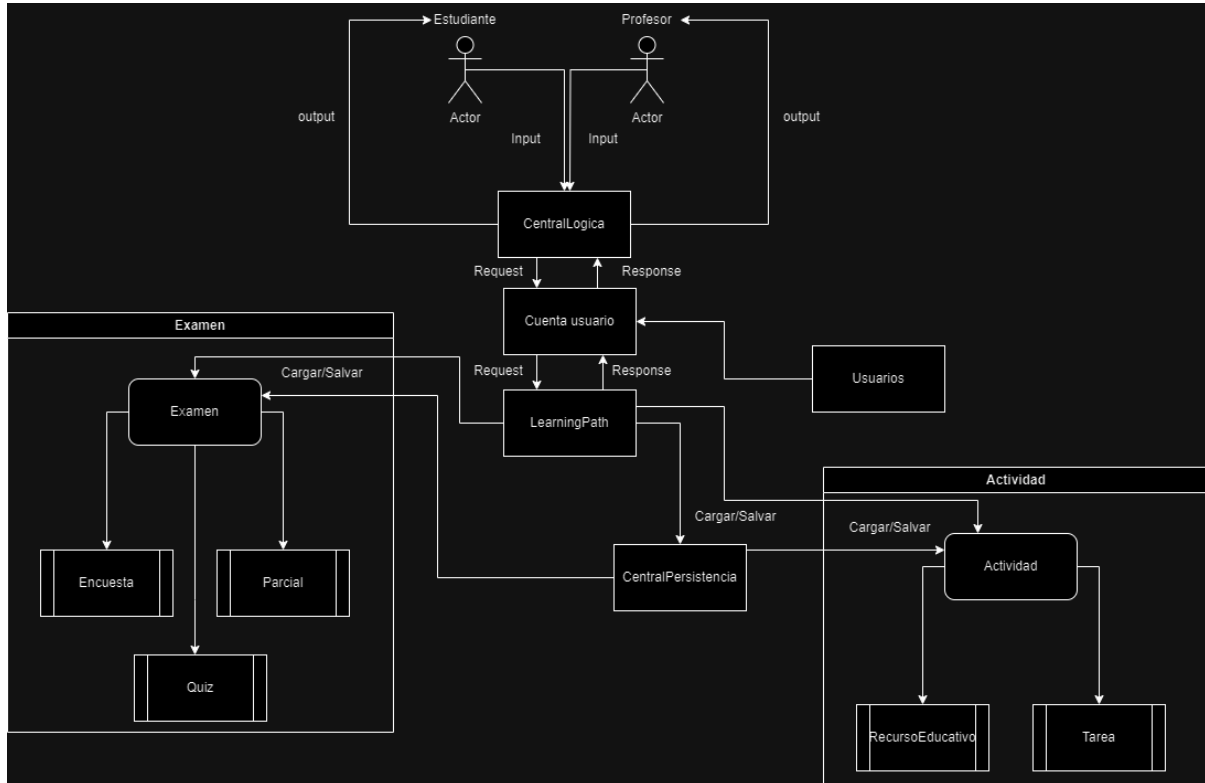 Estudiante
Profesor
Actor
Actor
output
output
Input
Input
CentralLogica
Request
Response
Cuenta usuario
Examen
Request
Response
Cargar/Salvar
Usuarios
Examen
LearningPath
Actividad
Cargar/Salvar
Cargar/Salvar
CentralPersistencia
Actividad
Encuesta
Parcial
Quiz
RecursoEducativo
Tarea